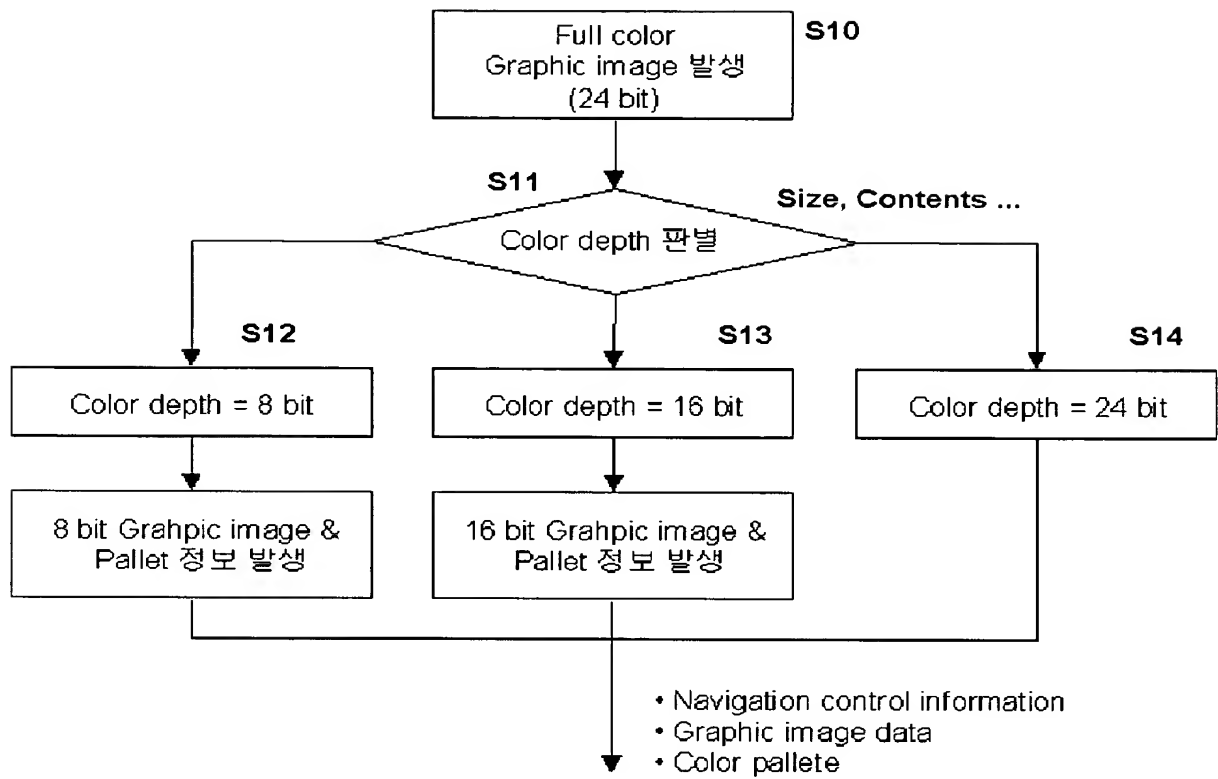 Full color
Graphic image 발생
(24 bit)
S10
S11
Size, Contents ...
Color depth 판별
S12
S13
S14
Color depth = 8 bit
Color depth = 16 bit
Color depth = 24 bit
8 bit Grahpic image &
Pallet 정보 발생
16 bit Grahpic image &
Pallet 정보 발생
• Navigation control information
• Graphic image data
• Color pallete